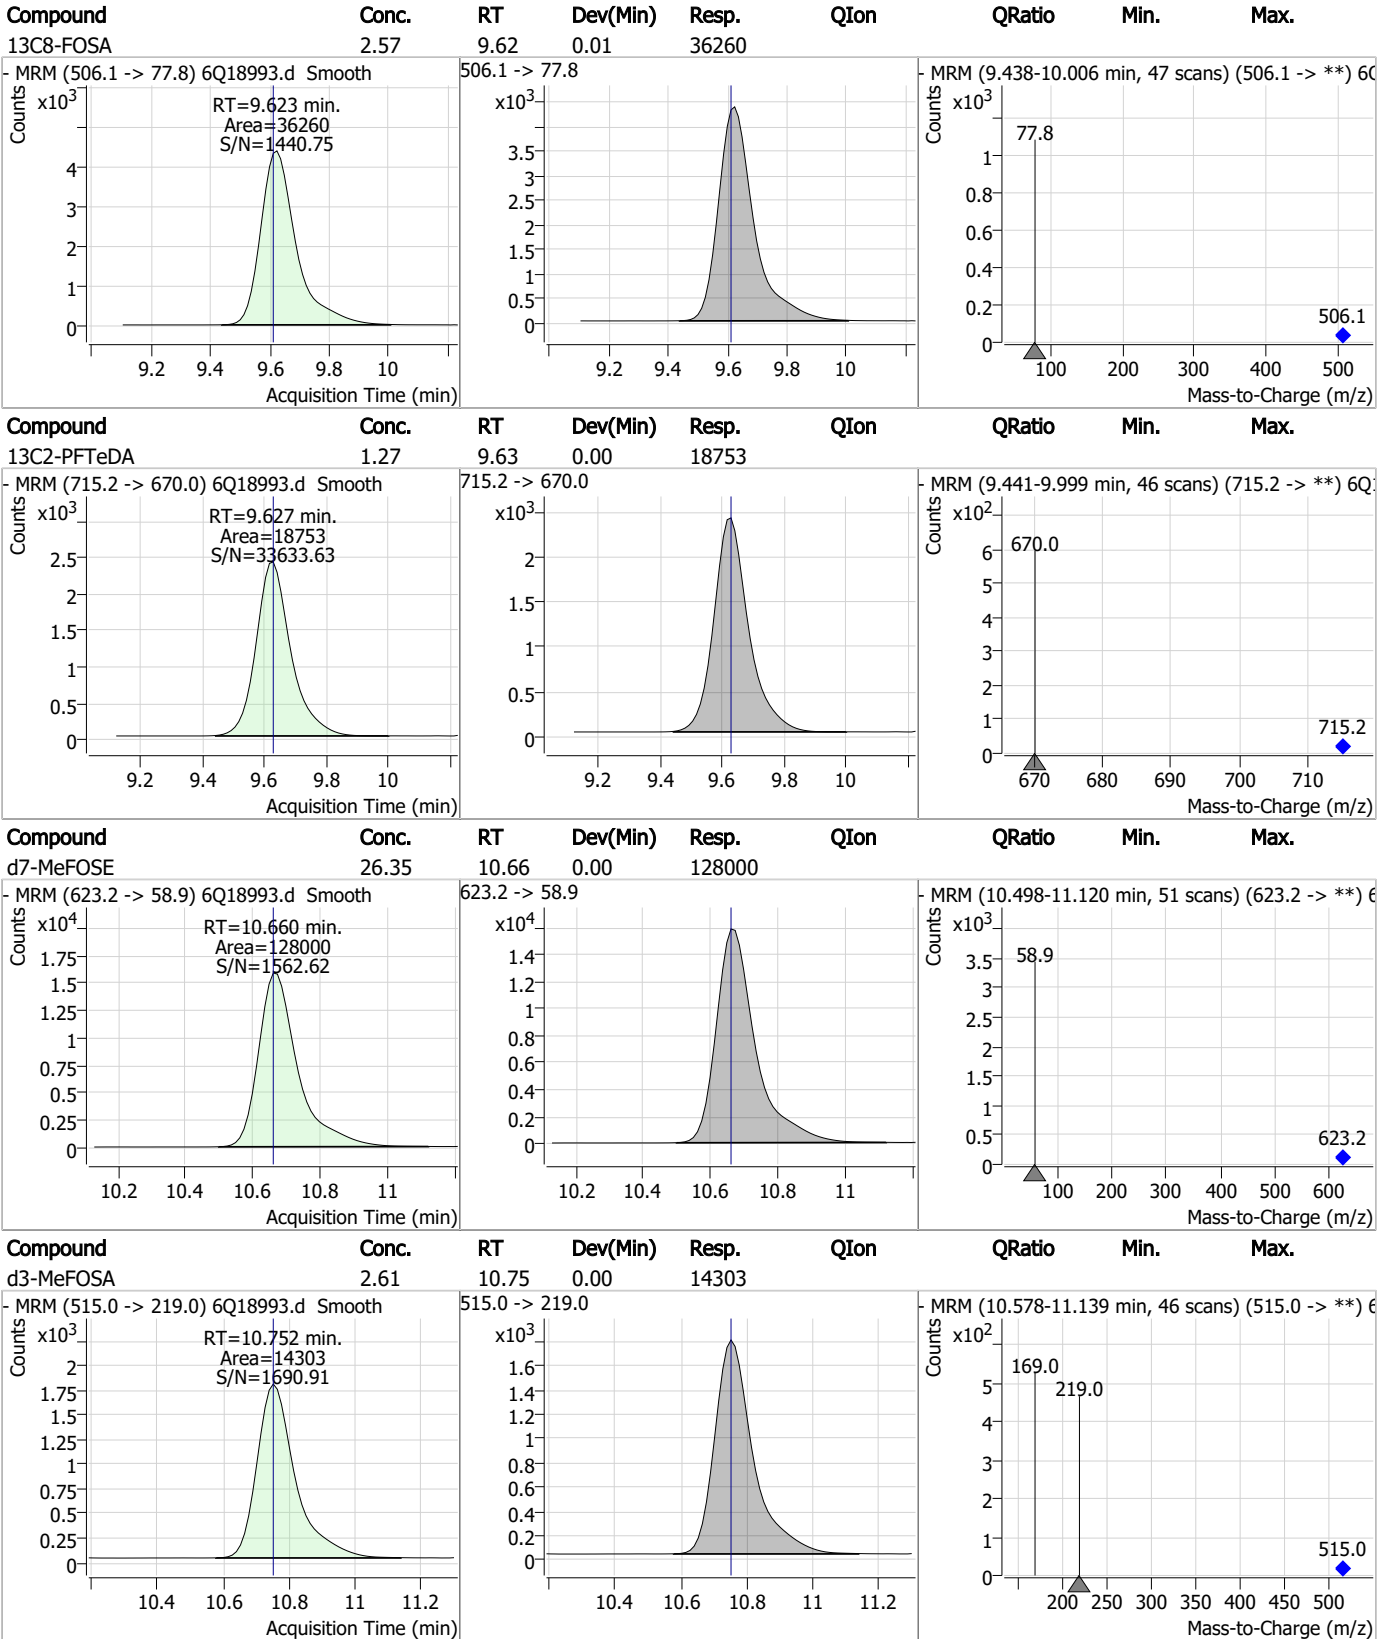 Compound Conc. RT Dev(Min) Resp. QIon QRatio Min. Max.
13C8-FOSA 2.57 9.62 0.01 36260
- MRM (506.1 -> 77.8) 6Q18993.d Smooth
506.1 -> 77.8
- MRM (9.438-10.006 min, 47 scans) (506.1 -> **) 6Q
Counts
x10^3
RT=9.623 min.
Area=36260
S/N=1440.75
4
3
2
1
0
9.2 9.4 9.6 9.8 10
Acquisition Time (min)
x10^3
3.5
3
2.5
2
1.5
1
0.5
0
9.2 9.4 9.6 9.8 10
Counts
x10^3
77.8
1
0.8
0.6
0.4
0.2
0
506.1
100 200 300 400 500
Mass-to-Charge (m/z)
Compound Conc. RT Dev(Min) Resp. QIon QRatio Min. Max.
13C2-PFTeDA 1.27 9.63 0.00 18753
- MRM (715.2 -> 670.0) 6Q18993.d Smooth
715.2 -> 670.0
- MRM (9.441-9.999 min, 46 scans) (715.2 -> **) 6Q1
Counts
x10^3
RT=9.627 min.
Area=18753
S/N=33633.63
2.5
2
1.5
1
0.5
0
9.2 9.4 9.6 9.8 10
Acquisition Time (min)
x10^3
2
1.5
1
0.5
0
9.2 9.4 9.6 9.8 10
Counts
x10^2
670.0
6
5
4
3
2
1
0
715.2
670 680 690 700 710
Mass-to-Charge (m/z)
Compound Conc. RT Dev(Min) Resp. QIon QRatio Min. Max.
d7-MeFOSE 26.35 10.66 0.00 128000
- MRM (623.2 -> 58.9) 6Q18993.d Smooth
623.2 -> 58.9
- MRM (10.498-11.120 min, 51 scans) (623.2 -> **) 6
Counts
x10^4
RT=10.660 min.
Area=128000
S/N=1562.62
1.75
1.5
1.25
1
0.75
0.5
0.25
0
10.2 10.4 10.6 10.8 11
Acquisition Time (min)
x10^4
1.4
1.2
1
0.8
0.6
0.4
0.2
0
10.2 10.4 10.6 10.8 11
Counts
x10^3
58.9
3.5
3
2.5
2
1.5
1
0.5
0
623.2
100 200 300 400 500 600
Mass-to-Charge (m/z)
Compound Conc. RT Dev(Min) Resp. QIon QRatio Min. Max.
d3-MeFOSA 2.61 10.75 0.00 14303
- MRM (515.0 -> 219.0) 6Q18993.d Smooth
515.0 -> 219.0
- MRM (10.578-11.139 min, 46 scans) (515.0 -> **) 6
Counts
x10^3
RT=10.752 min.
Area=14303
S/N=1690.91
2
1.75
1.5
1.25
1
0.75
0.5
0.25
0
10.4 10.6 10.8 11 11.2
Acquisition Time (min)
x10^3
1.6
1.4
1.2
1
0.8
0.6
0.4
0.2
0
10.4 10.6 10.8 11 11.2
Counts
x10^2
169.0
219.0
5
4
3
2
1
0
515.0
200 250 300 350 400 450 500
Mass-to-Charge (m/z)